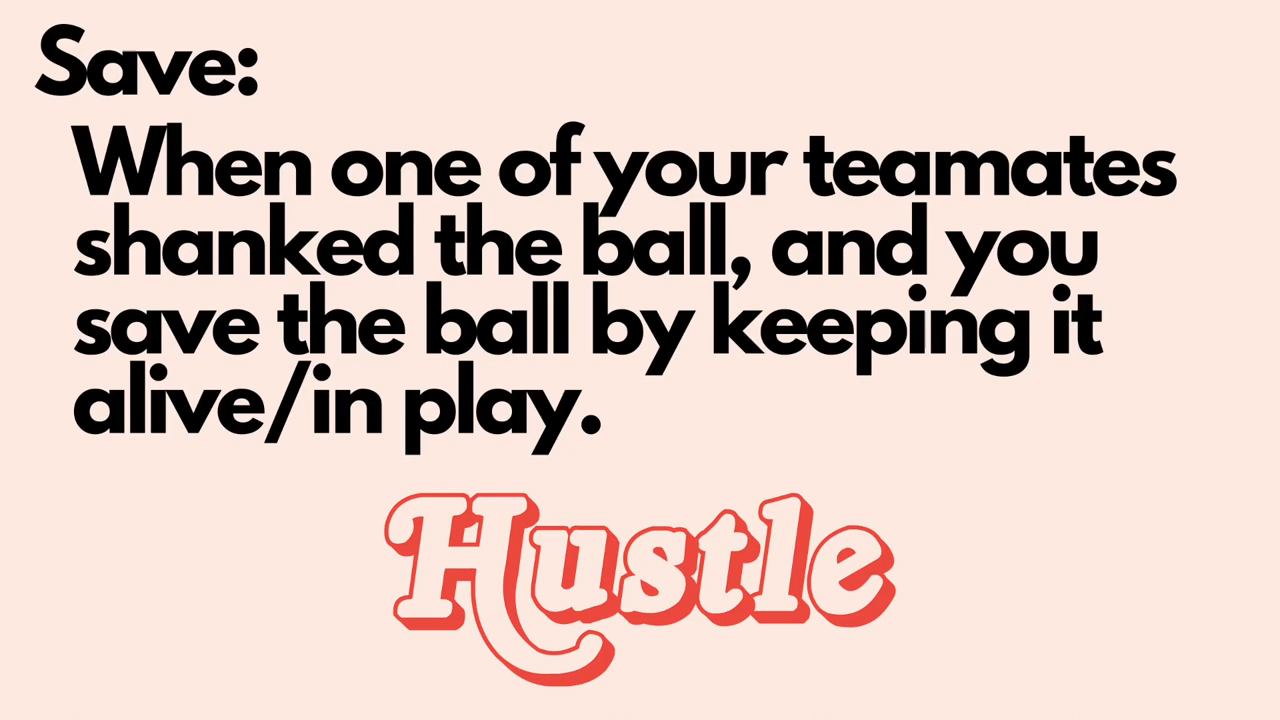 Save:
When one of your teamates
shanked the ball, and you
save the ball by keeping it
alive/in play.
Hustle